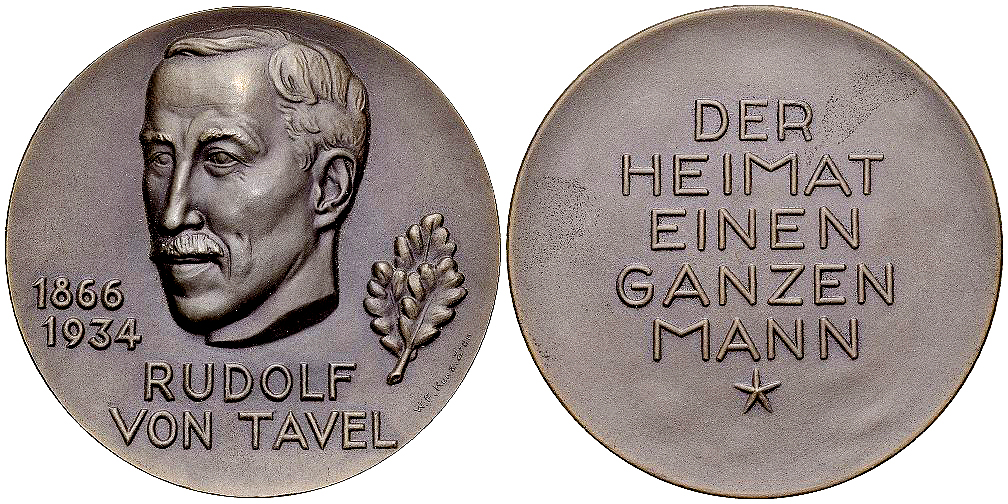 1866
1934
RUDOLF
VON TAVEL
DER
HEIMAT
EINEN
GANZEN
MANN